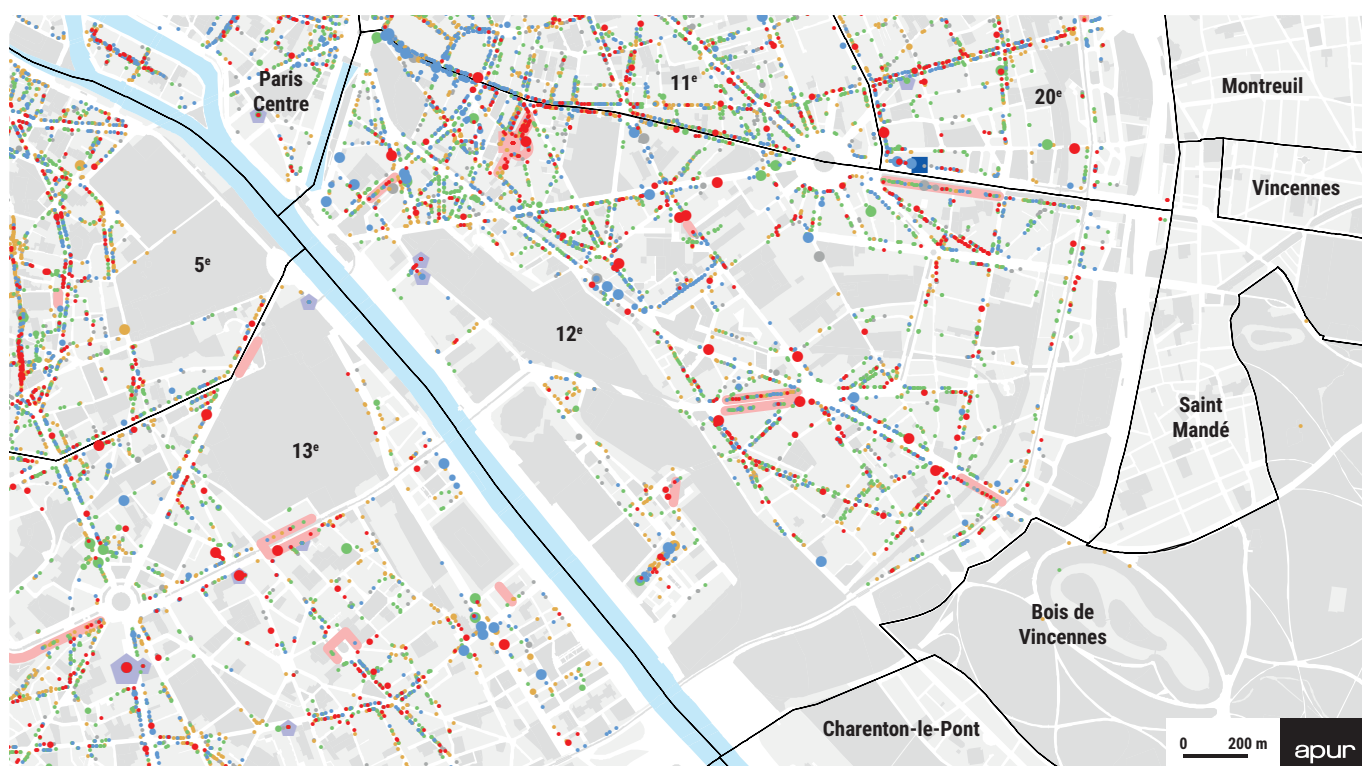 Paris
Centre
11e
20e
Montreuil
Vincennes
5e
12e
Saint
Mandé
13e
Bois de
Vincennes
Charenton-le-Pont
0 200 m
apur